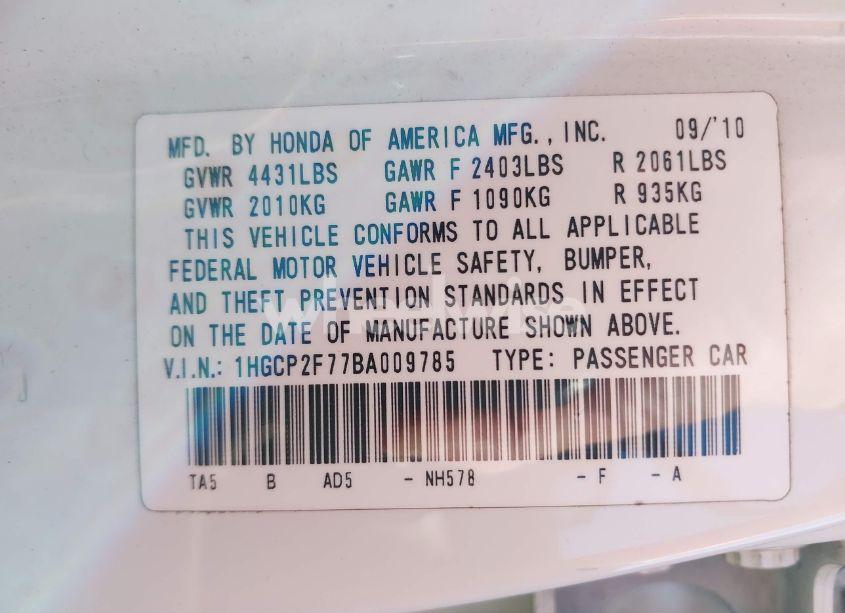 MFD. BY HONDA OF AMERICA MFG., INC. 09/'10
GVWR 4431LBS GAWR F 2403LBS R 2061LBS
GVWR 2010KG GAWR F 1090KG R 935KG
THIS VEHICLE CONFORMS TO ALL APPLICABLE
FEDERAL MOTOR VEHICLE SAFETY, BUMPER,
AND THEFT PREVENTION STANDARDS IN EFFECT
wheelwise
ON THE DATE OF MANUFACTURE SHOWN ABOVE.
V.I.N.: 1HGCP2F77BA009785 TYPE: PASSENGER CAR
TA5 B AD5 - NH578 - F - A